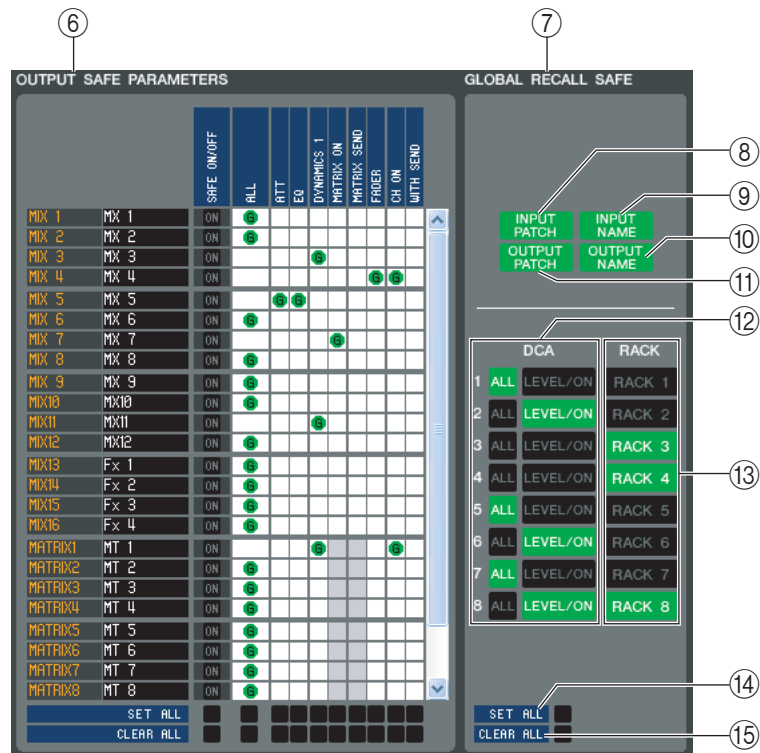 ⑥ ⑦
OUTPUT SAFE PARAMETERS
GLOBAL RECALL SAFE
SAFE ON/OFF
ALL
ATT
EQ
DYNAMICS 1
MATRIX ON
MATRIX SEND
FADER
CH ON
WITH SEND
MIX 1 MX 1 ON G
MIX 2 MX 2 ON G
MIX 3 MX 3 ON G
MIX 4 MX 4 ON G G
MIX 5 MX 5 ON G G
MIX 6 MX 6 ON G
MIX 7 MX 7 ON G
MIX 8 MX 8 ON G
MIX 9 MX 9 ON G
MIX10 MX10 ON G
MIX11 MX11 ON G
MIX12 MX12 ON G
MIX13 Fx 1 ON G
MIX14 Fx 2 ON G
MIX15 Fx 3 ON G
MIX16 Fx 4 ON G
MATRIX1 MT 1 ON G G
MATRIX2 MT 2 ON G
MATRIX3 MT 3 ON G
MATRIX4 MT 4 ON G
MATRIX5 MT 5 ON G
MATRIX6 MT 6 ON G
MATRIX7 MT 7 ON G
MATRIX8 MT 8 ON G
SET ALL
CLEAR ALL
⑧
INPUT PATCH INPUT NAME ⑨
OUTPUT PATCH OUTPUT NAME ⑩
⑪
⑫
DCA RACK
1 ALL LEVEL/ON RACK 1
2 ALL LEVEL/ON RACK 2
3 ALL LEVEL/ON RACK 3
4 ALL LEVEL/ON RACK 4 ⑬
5 ALL LEVEL/ON RACK 5
6 ALL LEVEL/ON RACK 6
7 ALL LEVEL/ON RACK 7
8 ALL LEVEL/ON RACK 8
SET ALL ⑭
CLEAR ALL ⑮